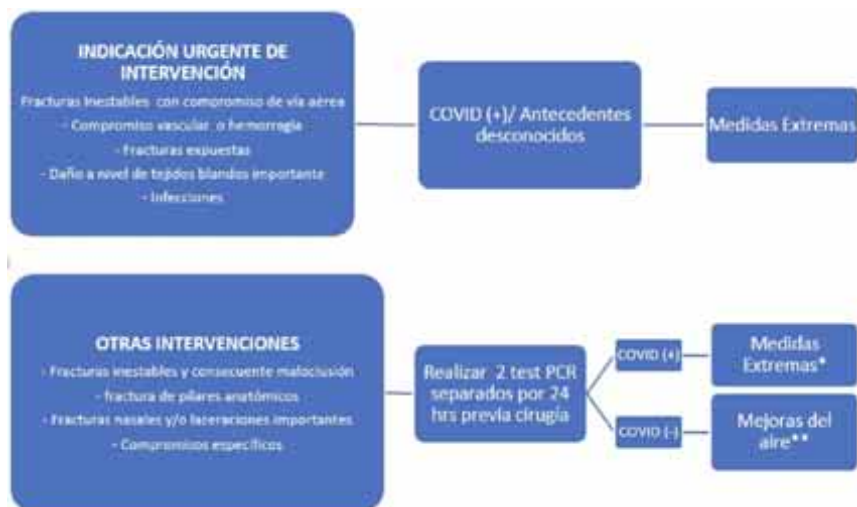 INDICACIÓN URGENTE DE
INTERVENCIÓN
Fracturas Inestables con compromiso de vía aérea
- Compromiso vascular o hemorragia
- Fracturas expuestas
- Daño a nivel de tejidos blandos importante
- Infecciones
COVID (+)/ Antecedentes
desconocidos
Medidas Extremas
OTRAS INTERVENCIONES
- Fracturas inestables y consecuente maloclusión
- fractura de pilares anatómicos
- Fracturas nasales y/o laceraciones importantes
- Compromisos específicos
Realizar 2 test PCR
separados por 24
hrs previa cirugía
COVID (+)
Medidas
Extremas*
COVID (-)
Mejoras del
aire**